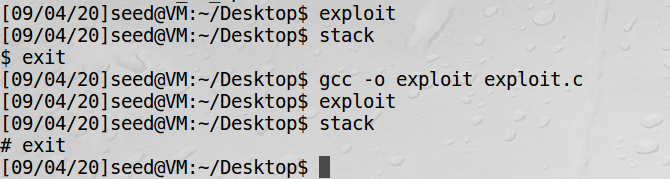 [09/04/20]seed@VM:~/Desktop$ exploit
[09/04/20]seed@VM:~/Desktop$ stack
$ exit
[09/04/20]seed@VM:~/Desktop$ gcc -o exploit exploit.c
[09/04/20]seed@VM:~/Desktop$ exploit
[09/04/20]seed@VM:~/Desktop$ stack
# exit
[09/04/20]seed@VM:~/Desktop$